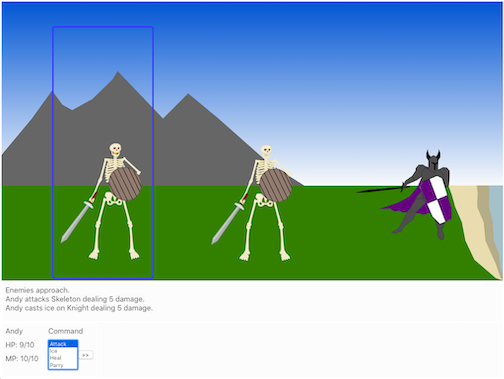 Enemies approach.
Andy attacks Skeleton dealing 5 damage.
Andy casts ice on Knight dealing 5 damage.
Andy Command
HP: 9/10
MP: 10/10
Attack
Ice
Heal
Parry
>>